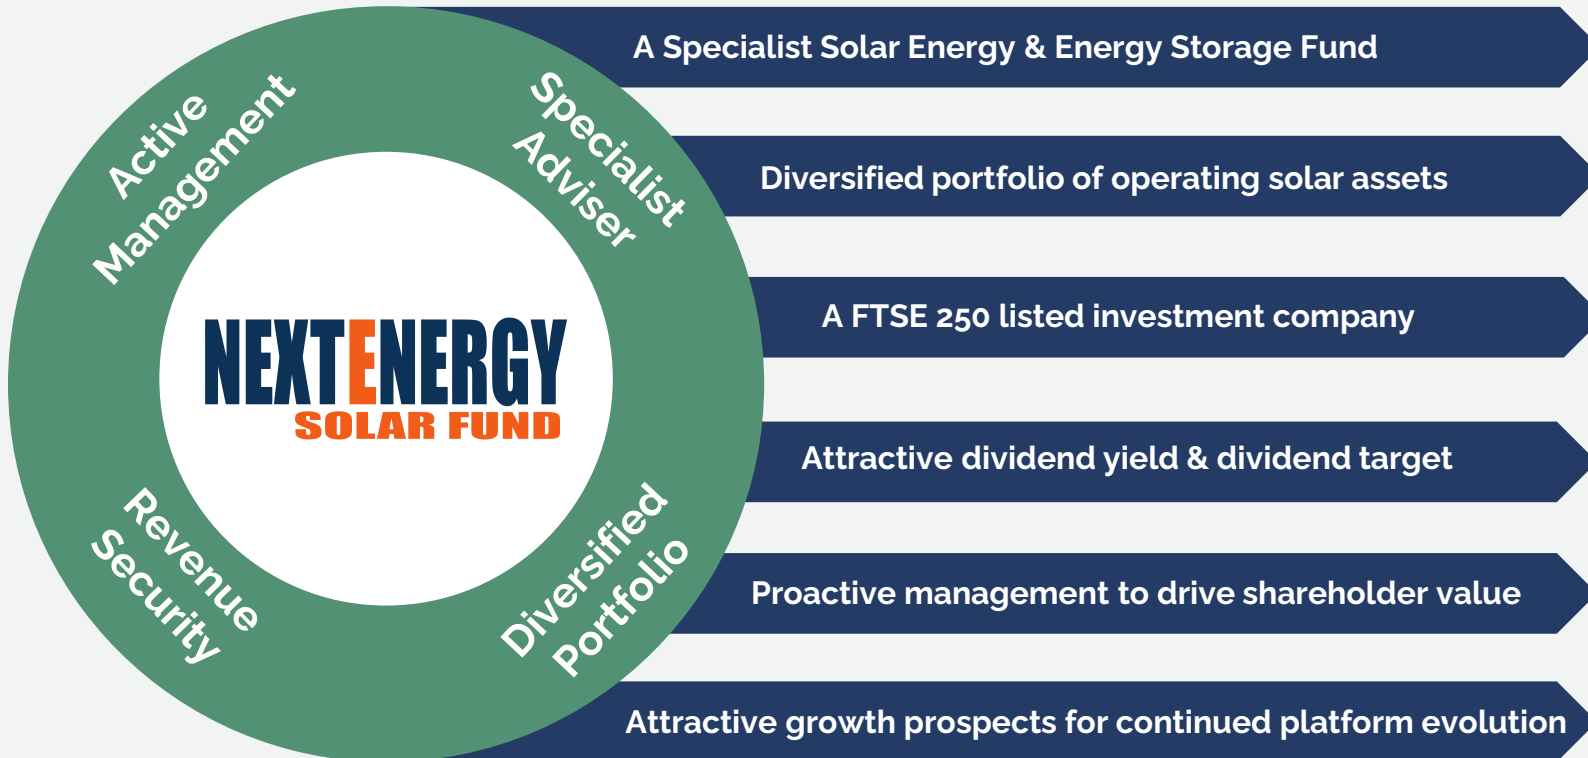 Active
Management
Specialist
Adviser
NEXTENERGY
SOLAR FUND
Revenue
Security
Diversified
Portfolio
A Specialist Solar Energy & Energy Storage Fund
Diversified portfolio of operating solar assets
A FTSE 250 listed investment company
Attractive dividend yield & dividend target
Proactive management to drive shareholder value
Attractive growth prospects for continued platform evolution